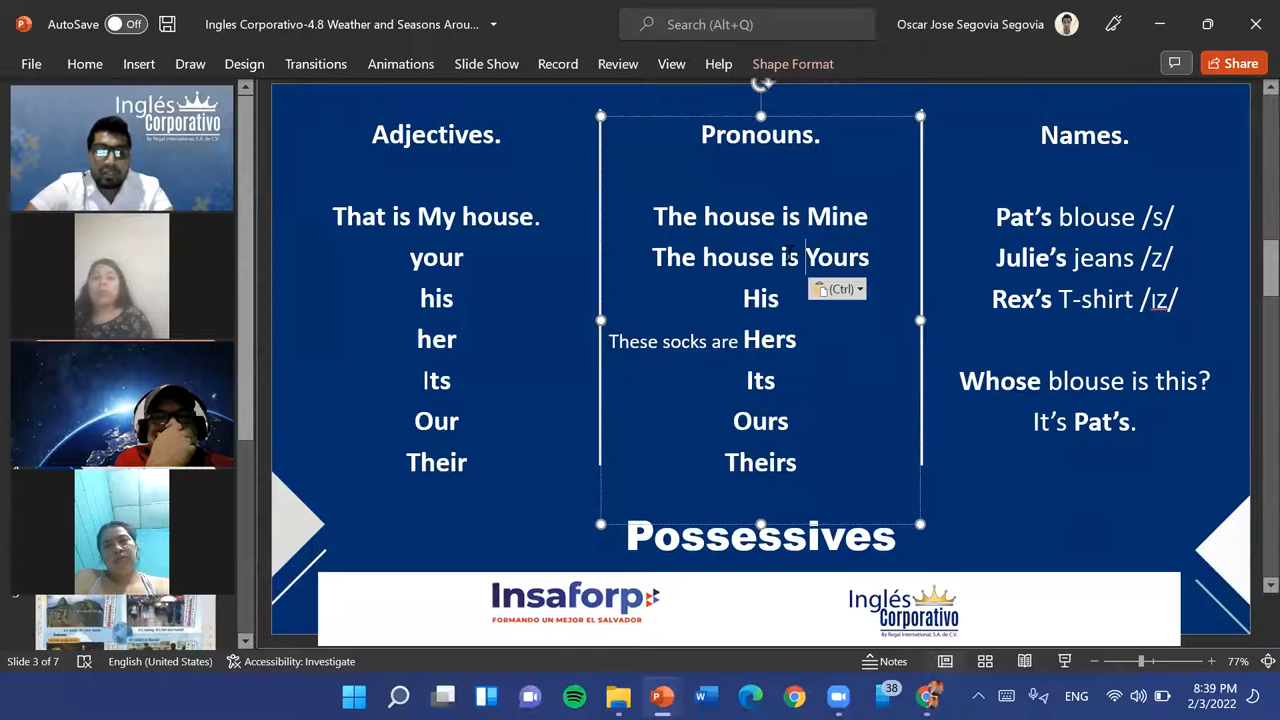 AutoSave Off Ingles Corporativo-4.8 Weather and Seasons Arou... Search (Alt+Q) Oscar Jose Segovia Segovia
File Home Insert Draw Design Transitions Animations Slide Show Record Review View Help Shape Format Share
Inglés
Corporativo
By Regal International, S.A. de C.V.
Adjectives.
That is My house.
your
his
her
Its
Our
Their
Pronouns.
The house is Mine
The house is Yours
(Ctrl)
His
These socks are Hers
Its
Ours
Theirs
Names.
Pat's blouse /s/
Julie's jeans /z/
Rex's T-shirt /ɪz/
Whose blouse is this?
It's Pat's.
Possessives
Insaforp
FORMANDO UN MEJOR EL SALVADOR
Inglés
Corporativo
By Regal International, S.A. de C.V.
Slide 3 of 7 English (United States) Accessibility: Investigate Notes 77%
38 ENG 8:39 PM
2/3/2022